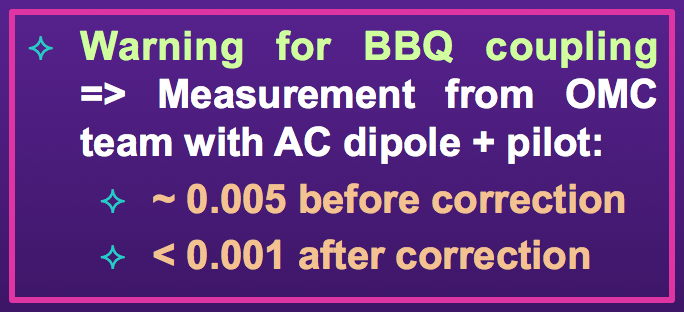 Warning for BBQ coupling
=> Measurement from OMC
team with AC dipole + pilot:
~ 0.005 before correction
< 0.001 after correction